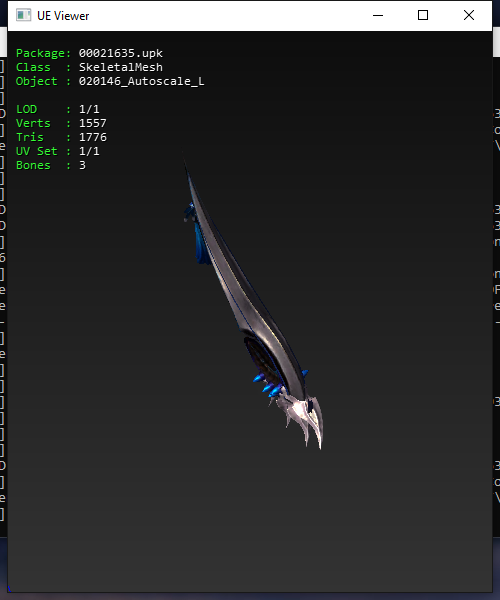 UE Viewer
Package: 00021635.upk
Class  : SkeletalMesh
Object : 020146_Autoscale_L
LOD    : 1/1
Verts  : 1557
Tris   : 1776
UV Set : 1/1
Bones  : 3